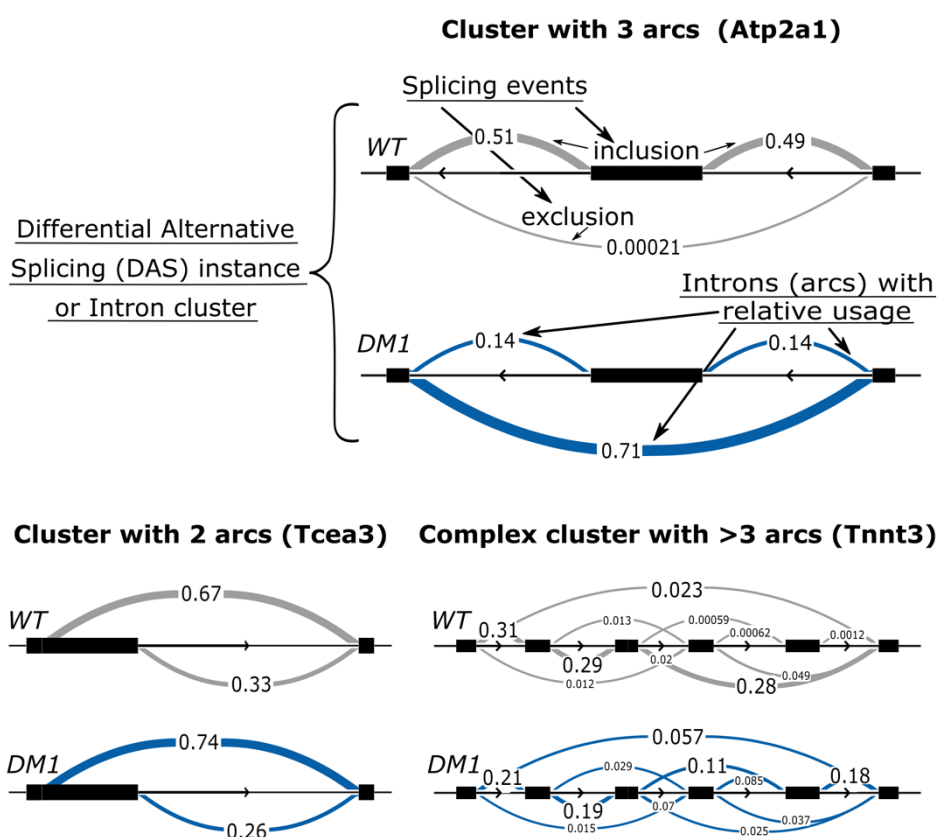 Cluster with 3 arcs (Atp2a1)
Splicing events
WT
0.51
inclusion
0.49
exclusion
0.00021
Differential Alternative
Splicing (DAS) instance
or Intron cluster
Introns (arcs) with
relative usage
DM1
0.14
0.14
0.71
Cluster with 2 arcs (Tcea3)
WT
0.67
0.33
DM1
0.74
0.26
Complex cluster with >3 arcs (Tnnt3)
WT
0.023
0.31
0.013
0.00059
0.00062
0.0012
0.29
0.02
0.012
0.049
0.28
DM1
0.057
0.21
0.029
0.11
0.085
0.18
0.19
0.07
0.015
0.037
0.025